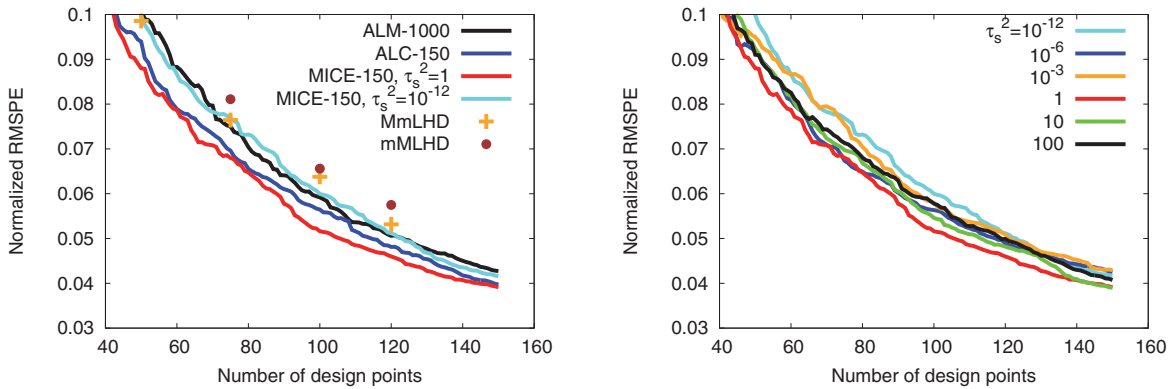 Normalized RMSPE
0.1
0.09
0.08
0.07
0.06
0.05
0.04
0.03
40 60 80 100 120 140 160
Number of design points
ALM-1000
ALC-150
MICE-150, τs²=1
MICE-150, τs²=10⁻¹²
MmLHD
mMLHD
Normalized RMSPE
0.1
0.09
0.08
0.07
0.06
0.05
0.04
0.03
40 60 80 100 120 140 160
Number of design points
τs²=10⁻¹²
10⁻⁶
10⁻³
1
10
100